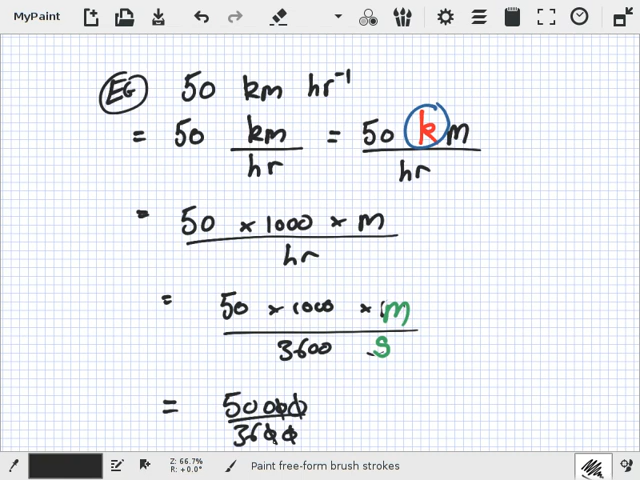 MyPaint
EG 50 km hr⁻¹
= 50 km/hr = 50 km/hr
= 50 × 1000 × m/hr
= 50 × 1000 × m/3600 s
= 50000/3600
Z: 66.7%
R: +0.0°
Paint free-form brush strokes